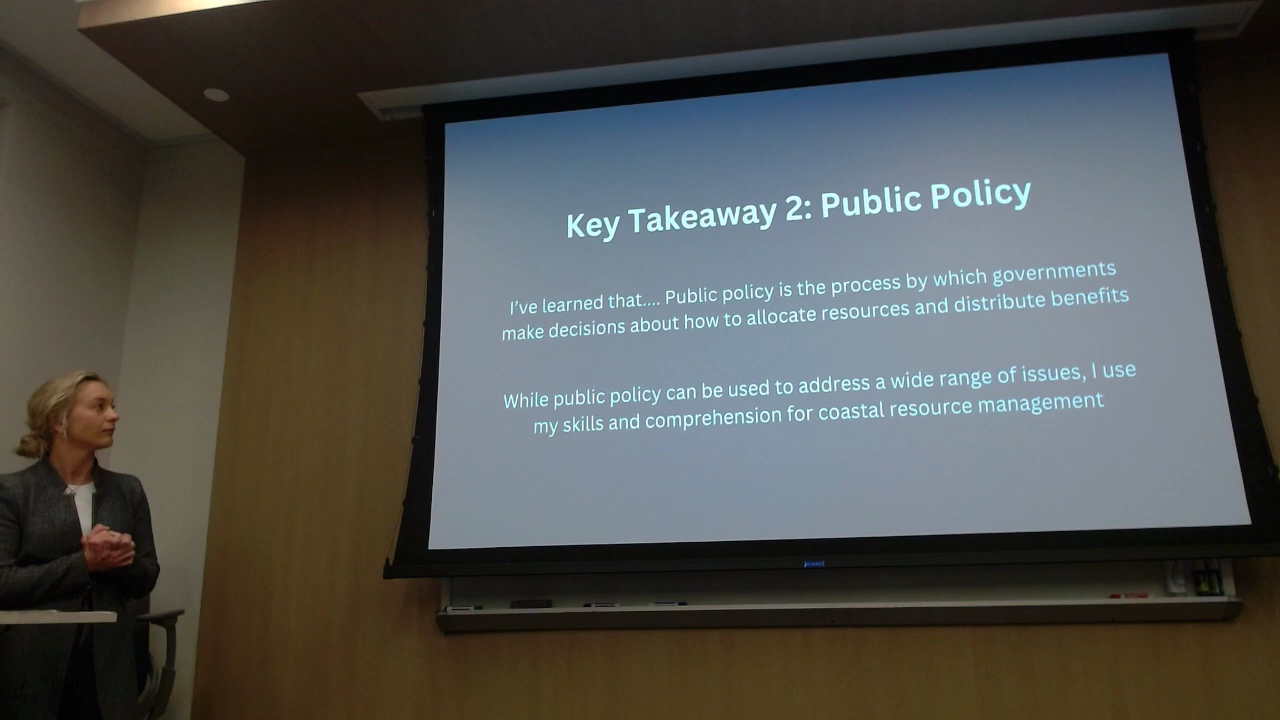 Key Takeaway 2: Public Policy
I've learned that.... Public policy is the process by which governments
make decisions about how to allocate resources and distribute benefits
While public policy can be used to address a wide range of issues, I use
my skills and comprehension for coastal resource management